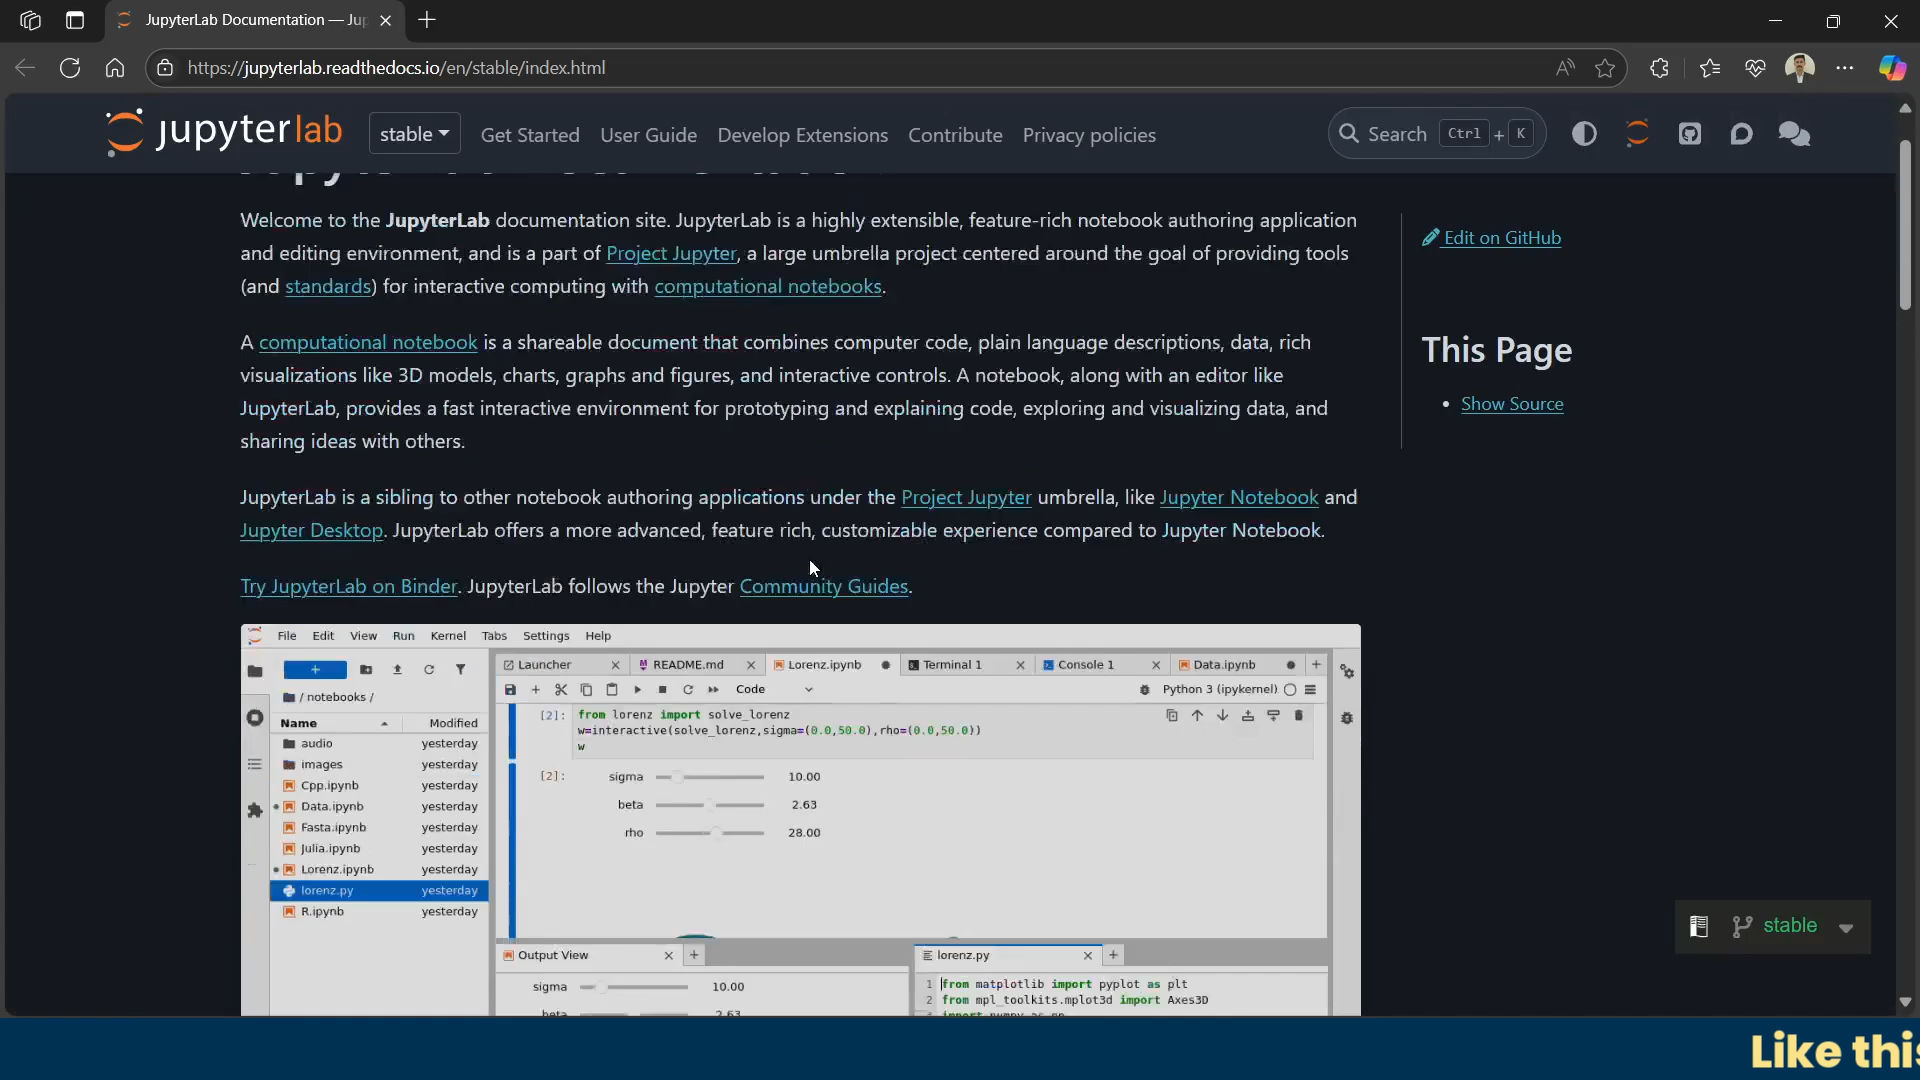 JupyterLab Documentation — Jup
https://jupyterlab.readthedocs.io/en/stable/index.html
jupyterlab stable Get Started User Guide Develop Extensions Contribute Privacy policies Search Ctrl + K
Welcome to the JupyterLab documentation site. JupyterLab is a highly extensible, feature-rich notebook authoring application
and editing environment, and is a part of Project Jupyter, a large umbrella project centered around the goal of providing tools
(and standards) for interactive computing with computational notebooks.
Edit on GitHub
A computational notebook is a shareable document that combines computer code, plain language descriptions, data, rich
visualizations like 3D models, charts, graphs and figures, and interactive controls. A notebook, along with an editor like
JupyterLab, provides a fast interactive environment for prototyping and explaining code, exploring and visualizing data, and
sharing ideas with others.
This Page
Show Source
JupyterLab is a sibling to other notebook authoring applications under the Project Jupyter umbrella, like Jupyter Notebook and
Jupyter Desktop. JupyterLab offers a more advanced, feature rich, customizable experience compared to Jupyter Notebook.
Try JupyterLab on Binder. JupyterLab follows the Jupyter Community Guides.
File Edit View Run Kernel Tabs Settings Help
Launcher README.md Lorenz.ipynb Terminal 1 Console 1 Data.ipynb
Code Python 3 (ipykernel)
/ notebooks /
Name Modified
audio yesterday
images yesterday
Cpp.ipynb yesterday
Data.ipynb yesterday
Fasta.ipynb yesterday
Julia.ipynb yesterday
Lorenz.ipynb yesterday
lorenz.py yesterday
R.ipynb yesterday
[2]: from lorenz import solve_lorenz
w=interactive(solve_lorenz,sigma=(0.0,50.0),rho=(0.0,50.0))
w
[2]: sigma 10.00
beta 2.63
rho 28.00
Output View
sigma 10.00
beta 2.63
lorenz.py
1 from matplotlib import pyplot as plt
2 from mpl_toolkits.mplot3d import Axes3D
import numpy as np
stable
Like this